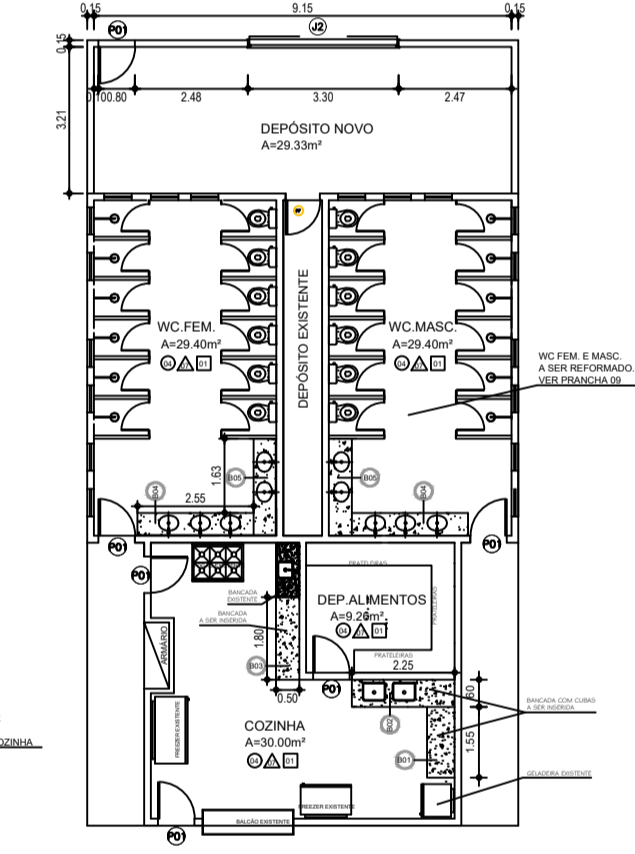 0.15
9.15
0.15
P01
J2
0.15
3.21
0.80
2.48
3.30
2.47
DEPÓSITO NOVO
A=29.33m²
DEPÓSITO EXISTENTE
WC.FEM.
A=29.40m²
04 01
WC.MASC.
A=29.40m²
04 01
WC FEM. E MASC.
A SER REFORMADO.
VER PRANCHA 09
1.63
B05
B05
B04
2.55
B04
P01
P01
P01
BANCADA
EXISTENTE
BANCADA
A SER INSERIDA
1.80
B03
0.50
PRATELEIRAS
PRATELEIRAS
DEP.ALIMENTOS
A=9.26m²
04 01
PRATELEIRAS
2.25
P01
ARMÁRIO
FREEZER EXISTENTE
COZINHA
A=30.00m²
04 01
B02
B01
.60
1.55
BANCADA COM CUBAS
A SER INSERIDA
GELADEIRA EXISTENTE
FREEZER EXISTENTE
BALCÃO EXISTENTE
P01
OZINHA